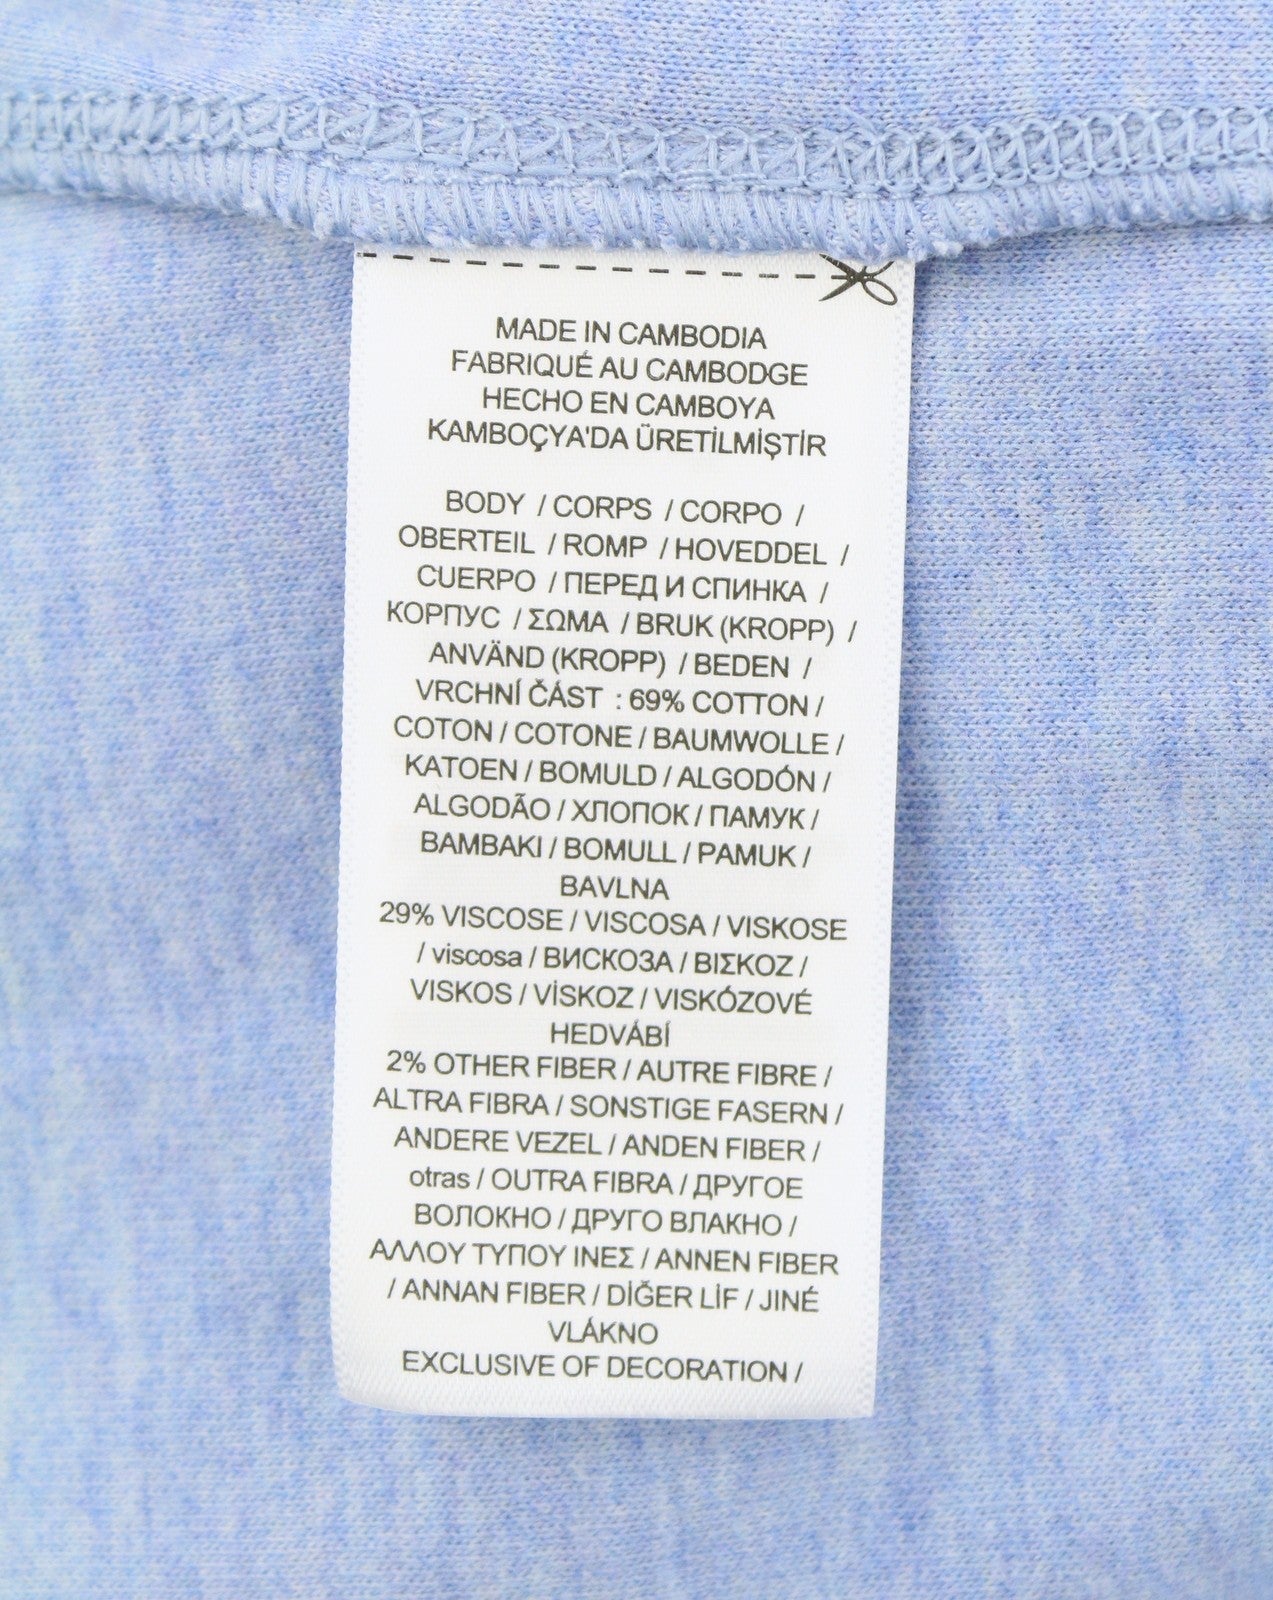 MADE IN CAMBODIA
FABRIQUÉ AU CAMBODGE
HECHO EN CAMBOYA
KAMBOÇYA'DA ÜRETİLMİŞTİR
BODY / CORPS / CORPO /
OBERTEIL / ROMP / HOVEDDEL /
CUERPO / ПЕРЕД И СПИНКА /
КОРПУС / ΣΩΜΑ / BRUK (KROPP) /
ANVÄND (KROPP) / BEDEN /
VRCHNÍ ČÁST : 69% COTTON /
COTON / COTONE / BAUMWOLLE /
KATOEN / BOMULD / ALGODÓN /
ALGODÃO / ХЛОПОК / ПАМУК /
BAMBAKI / BOMULL / PAMUK /
BAVLNA
29% VISCOSE / VISCOSA / VISKOSE
/ viscosa / ВИСКОЗА / ΒΙΣΚΟΖ /
VISKOS / VİSKOZ / VISKÓZOVÉ
HEDVÁBÍ
2% OTHER FIBER / AUTRE FIBRE /
ALTRA FIBRA / SONSTIGE FASERN /
ANDERE VEZEL / ANDEN FIBER /
otras / OUTRA FIBRA / ДРУГОЕ
ВОЛОКНО / ДРУГО ВЛАКНО /
ΑΛΛΟΥ ΤΥΠΟΥ ΙΝΕΣ / ANNEN FIBER
/ ANNAN FIBER / DİĞER LİF / JINÉ
VLÁKNO
EXCLUSIVE OF DECORATION /